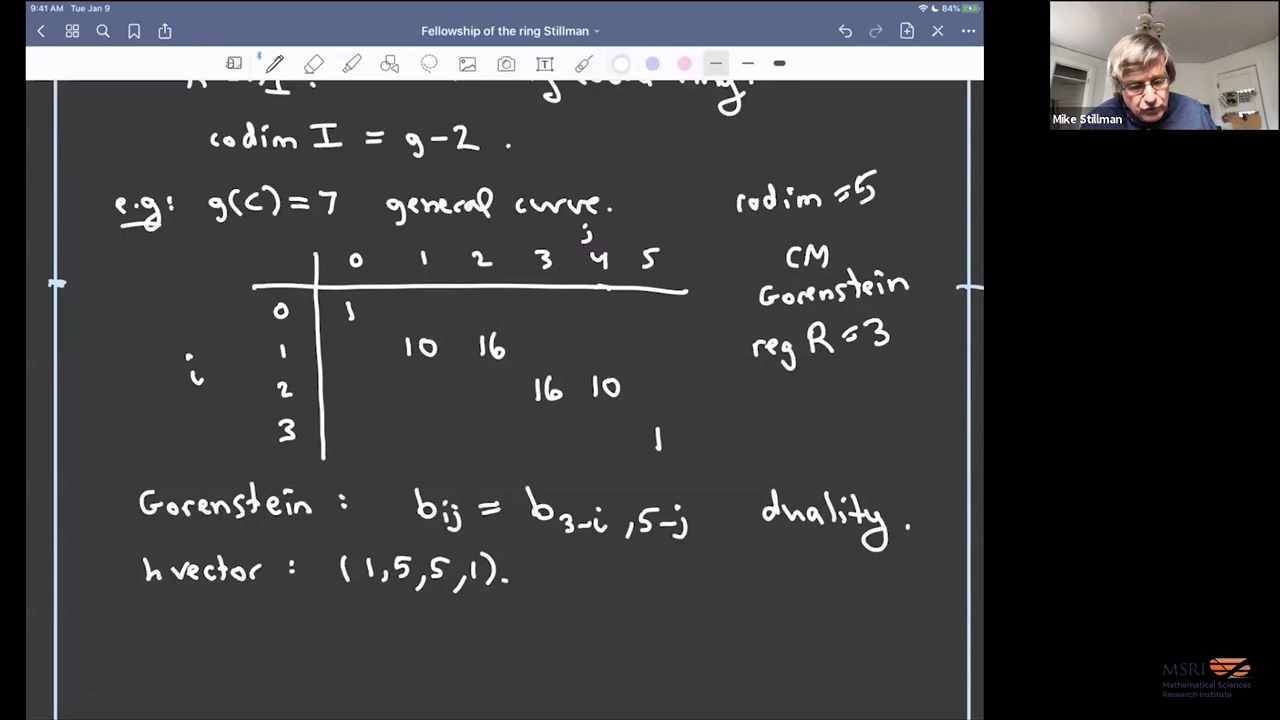 9:41 AM Tue Jan 9
84%
Fellowship of the ring Stillman
Mike Stillman
codim I = g-2 .
e.g: g(C)=7 general curve. codim = 5
j
0 1 2 3 4 5 CM
Gorenstein
0 1
reg R = 3
1 10 16
i
2 16 10
3 1
Gorenstein : bij = b3-i,5-j duality.
h vector : (1,5,5,1).
MSRI
Mathematical Sciences
Research Institute